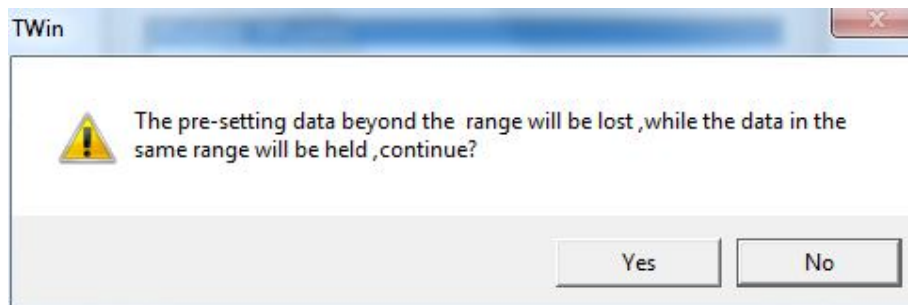 TWin
The pre-setting data beyond the  range will be lost ,while the data in the
same range will be held ,continue?
Yes
No